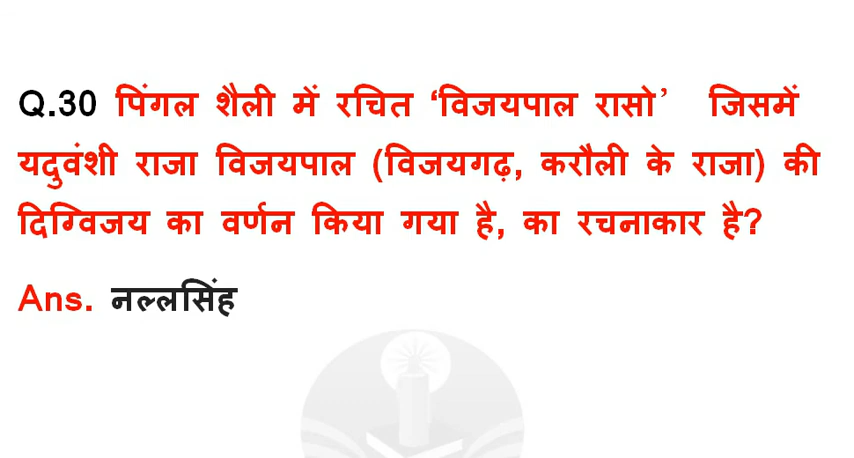 Q.30 पिंगल शैली में रचित ‘विजयपाल रासो’ जिसमें
यदुवंशी राजा विजयपाल (विजयगढ़, करौली के राजा) की
दिग्विजय का वर्णन किया गया है, का रचनाकार है?
Ans. नल्लसिंह